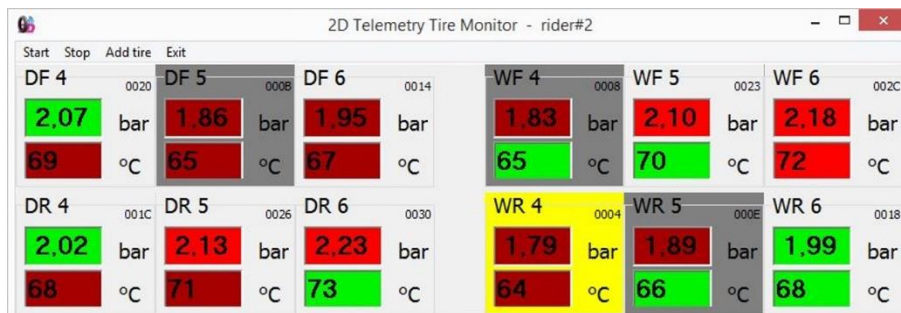 2D Telemetry Tire Monitor - rider#2
Start Stop Add tire Exit
DF 4 0020 DF 5 000B DF 6 0014 WF 4 0008 WF 5 0023 WF 6 002C
2,07 bar 1,86 bar 1,95 bar 1,83 bar 2,10 bar 2,18 bar
69 °C 65 °C 67 °C 65 °C 70 °C 72 °C
DR 4 001C DR 5 0026 DR 6 0030 WR 4 0004 WR 5 000E WR 6 0018
2,02 bar 2,13 bar 2,23 bar 1,79 bar 1,89 bar 1,99 bar
68 °C 71 °C 73 °C 64 °C 66 °C 68 °C